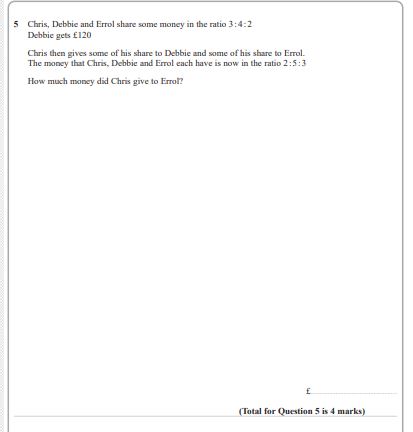 5 Chris, Debbie and Errol share some money in the ratio 3:4:2
Debbie gets £120
Chris then gives some of his share to Debbie and some of his share to Errol.
The money that Chris, Debbie and Errol each have is now in the ratio 2:5:3
How much money did Chris give to Errol?
£
(Total for Question 5 is 4 marks)